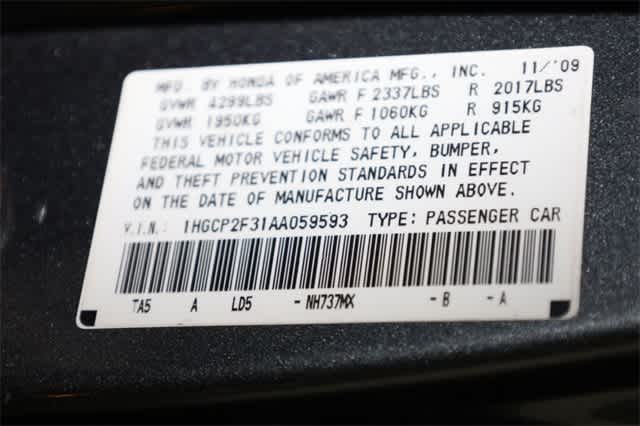 MFD. BY HONDA OF AMERICA MFG., INC. 11/'09
GVWR 4299LBS GAWR F 2337LBS R 2017LBS
GVWR 1950KG GAWR F 1060KG R 915KG
THIS VEHICLE CONFORMS TO ALL APPLICABLE
FEDERAL MOTOR VEHICLE SAFETY, BUMPER,
AND THEFT PREVENTION STANDARDS IN EFFECT
ON THE DATE OF MANUFACTURE SHOWN ABOVE.
V.I.N.: 1HGCP2F31AA059593 TYPE: PASSENGER CAR
TA5 A LD5 - NH737MX - B - A